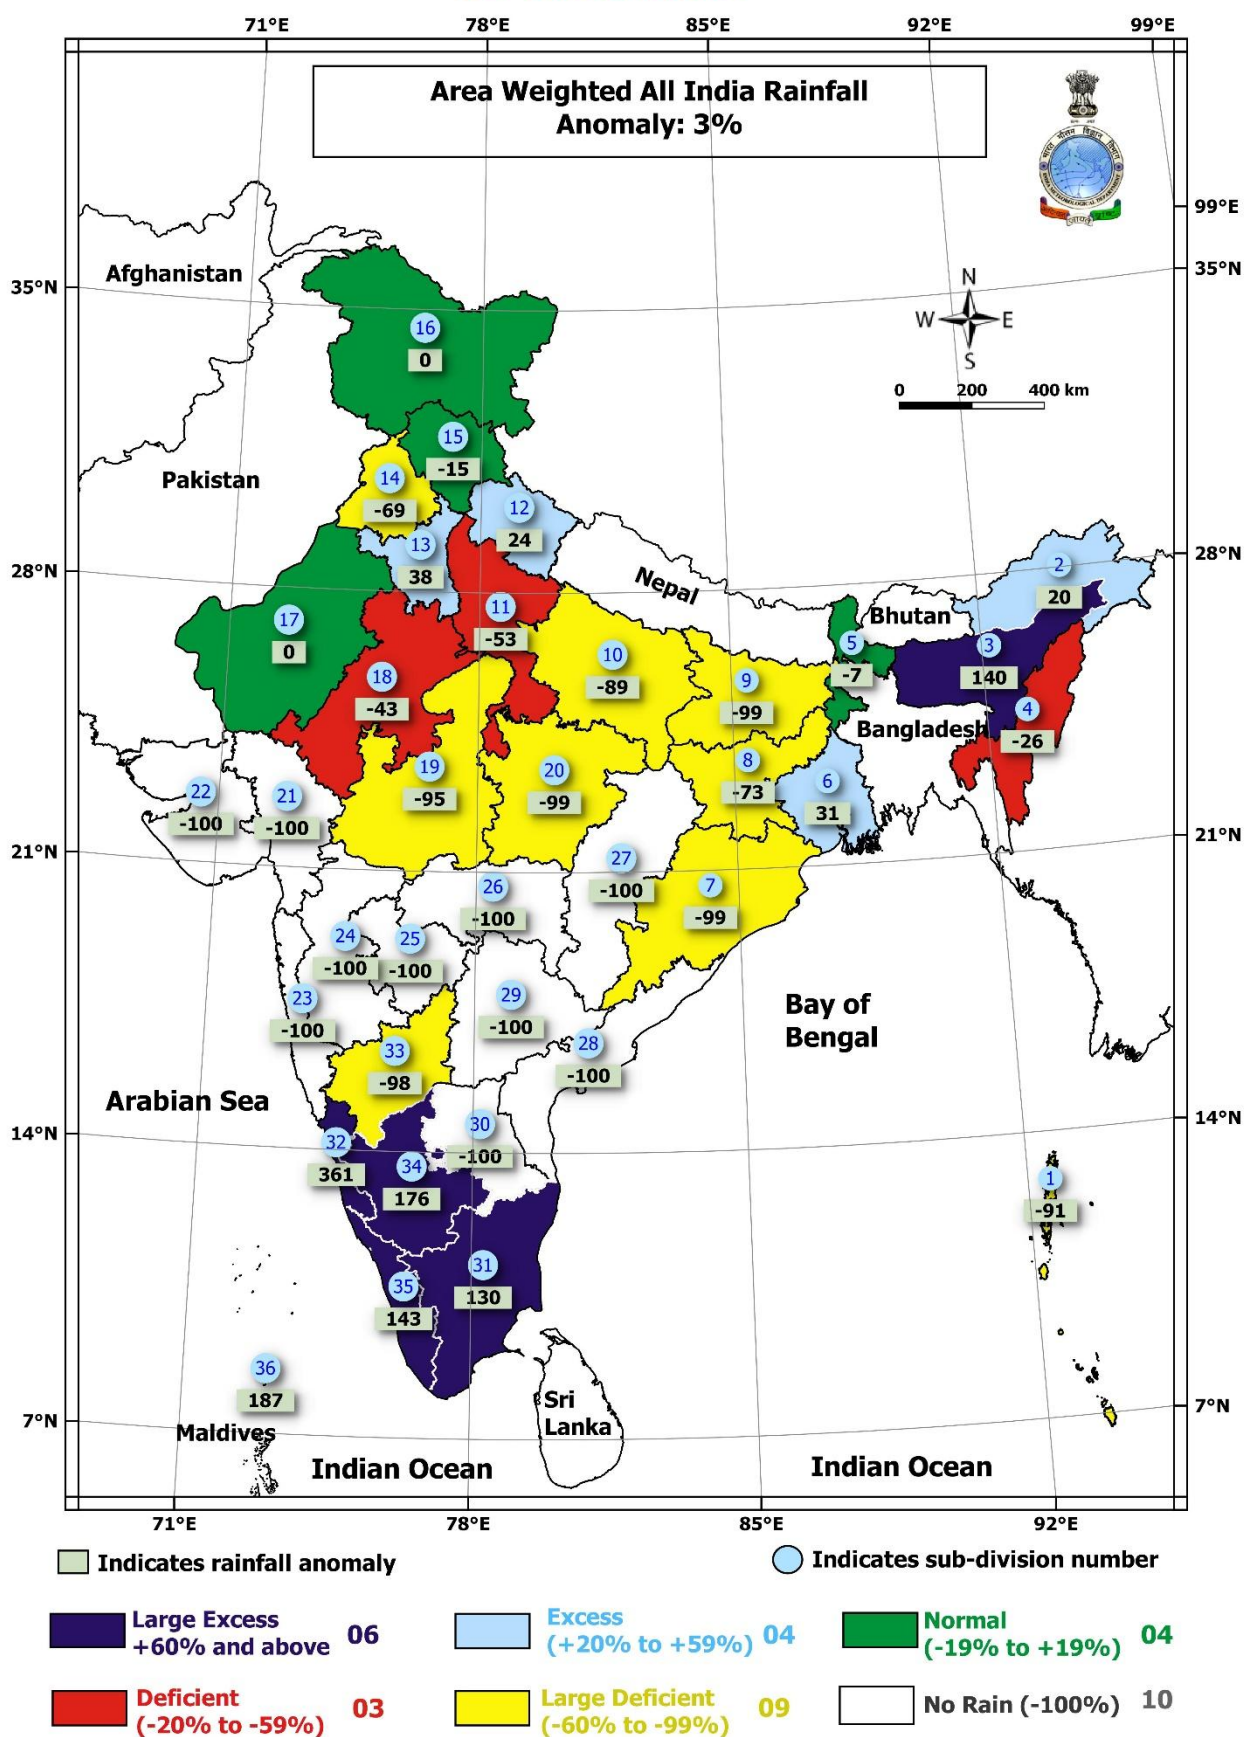 71°E 78°E 85°E 92°E 99°E
Area Weighted All India Rainfall
Anomaly: 3%
99°E
Afghanistan
35°N
35°N
N
W E
S
16
0
0 200 400 km
15
-15
Pakistan
14
-69
12
24
13
38
28°N
28°N
Nepal
2
20
Bhutan
11
-53
17
0
5
-7
3
140
10
-89
18
-43
9
-99
4
-26
Bangladesh
19
-95
20
-99
8
-73
6
31
22
-100
21
-100
21°N
21°N
27
-100
26
-100
7
-99
24
-100
25
-100
23
-100
29
-100
Bay of
Bengal
28
-100
33
-98
Arabian Sea
14°N
14°N
30
-100
32
361
34
176
1
-91
31
130
35
143
36
187
Sri
Lanka
7°N
7°N
Maldives
Indian Ocean
Indian Ocean
71°E 78°E 85°E 92°E
Indicates rainfall anomaly
Indicates sub-division number
Large Excess
+60% and above 06
Excess
(+20% to +59%) 04
Normal
(-19% to +19%) 04
Deficient
(-20% to -59%) 03
Large Deficient
(-60% to -99%) 09
No Rain (-100%) 10